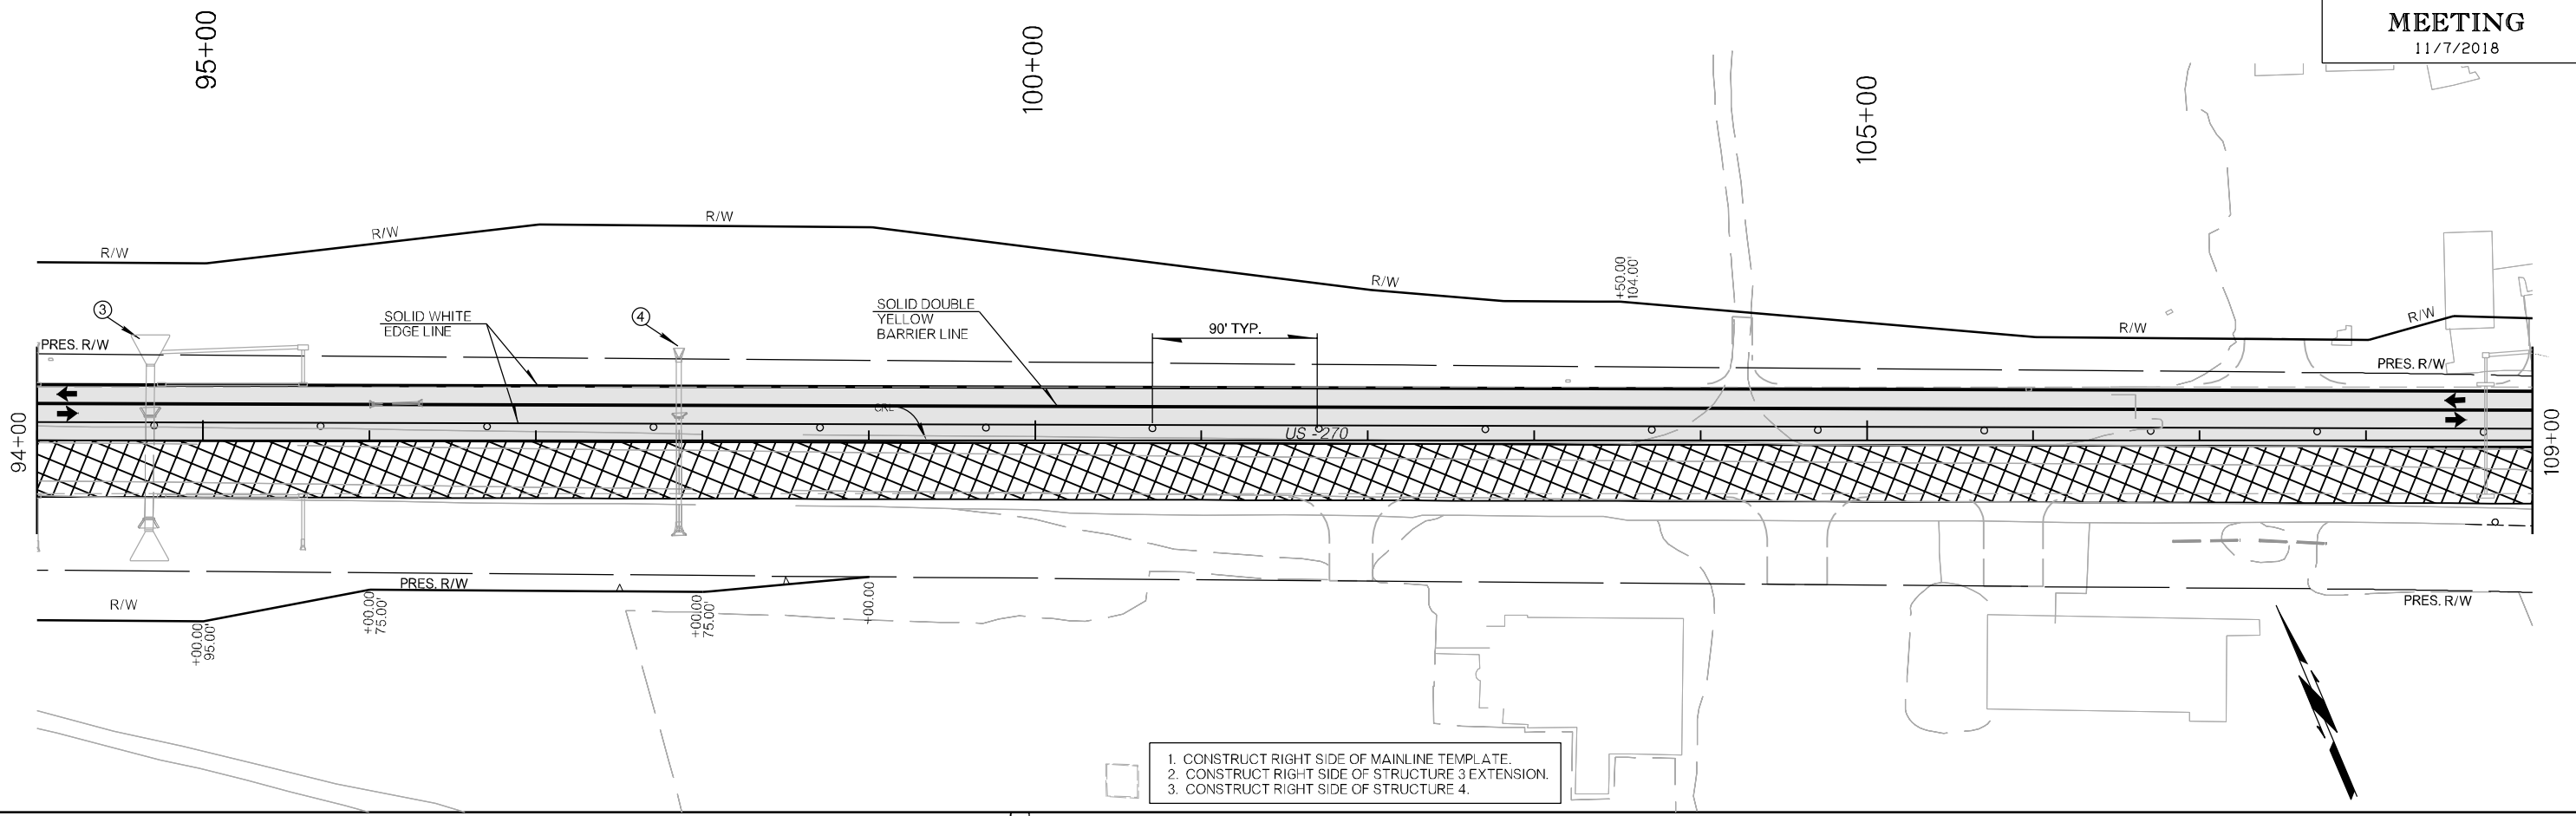 MEETING
11/7/2018
95+00
100+00
105+00
R/W
R/W
R/W
R/W
+50.00
104.00'
R/W
R/W
3
4
SOLID WHITE
EDGE LINE
SOLID DOUBLE
YELLOW
BARRIER LINE
90' TYP.
PRES. R/W
PRES. R/W
94+00
CRL
US - 270
109+00
PRES. R/W
R/W
PRES. R/W
+00.00
95.00'
+00.00
75.00'
+00.00
75.00'
+00.00
1. CONSTRUCT RIGHT SIDE OF MAINLINE TEMPLATE.
2. CONSTRUCT RIGHT SIDE OF STRUCTURE 3 EXTENSION.
3. CONSTRUCT RIGHT SIDE OF STRUCTURE 4.